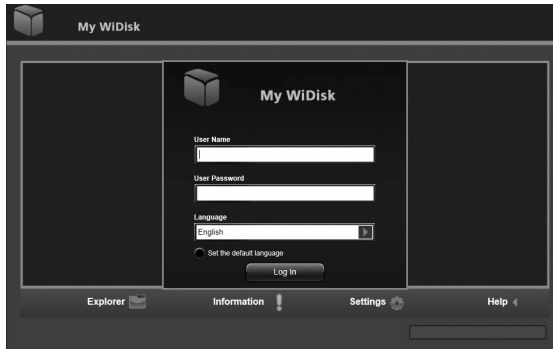 My WiDisk
My WiDisk
User Name
User Password
Language
English
Set the default language
Log In
Explorer Information Settings Help